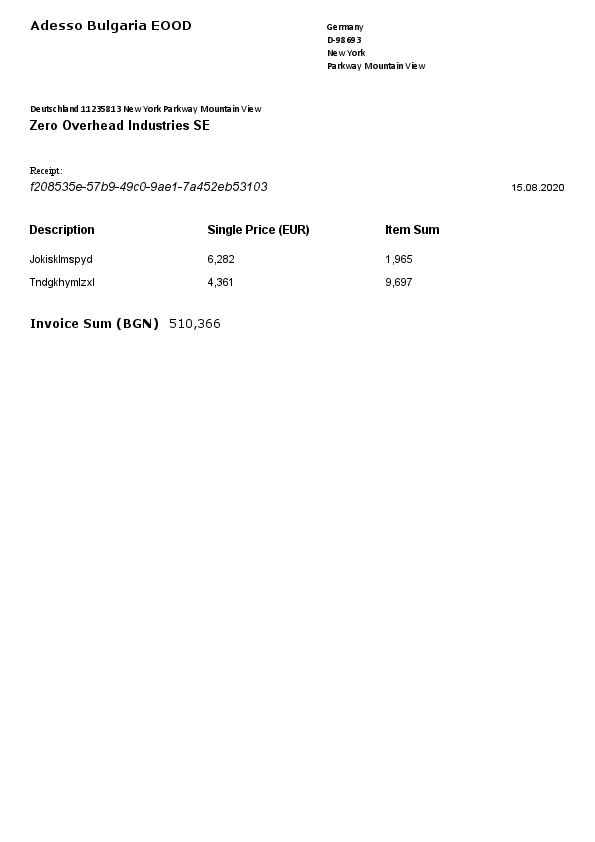 Adesso Bulgaria EOOD
Germany
D-98693
New York
Parkway Mountain View
Deutschland 11235813 New York Parkway Mountain View
Zero Overhead Industries SE
Receipt:
f208535e-57b9-49c0-9ae1-7a452eb53103 15.08.2020
Description Single Price (EUR) Item Sum
Jokisklmspyd 6,282 1,965
Tndgkhymlzxl 4,361 9,697
Invoice Sum (BGN) 510,366